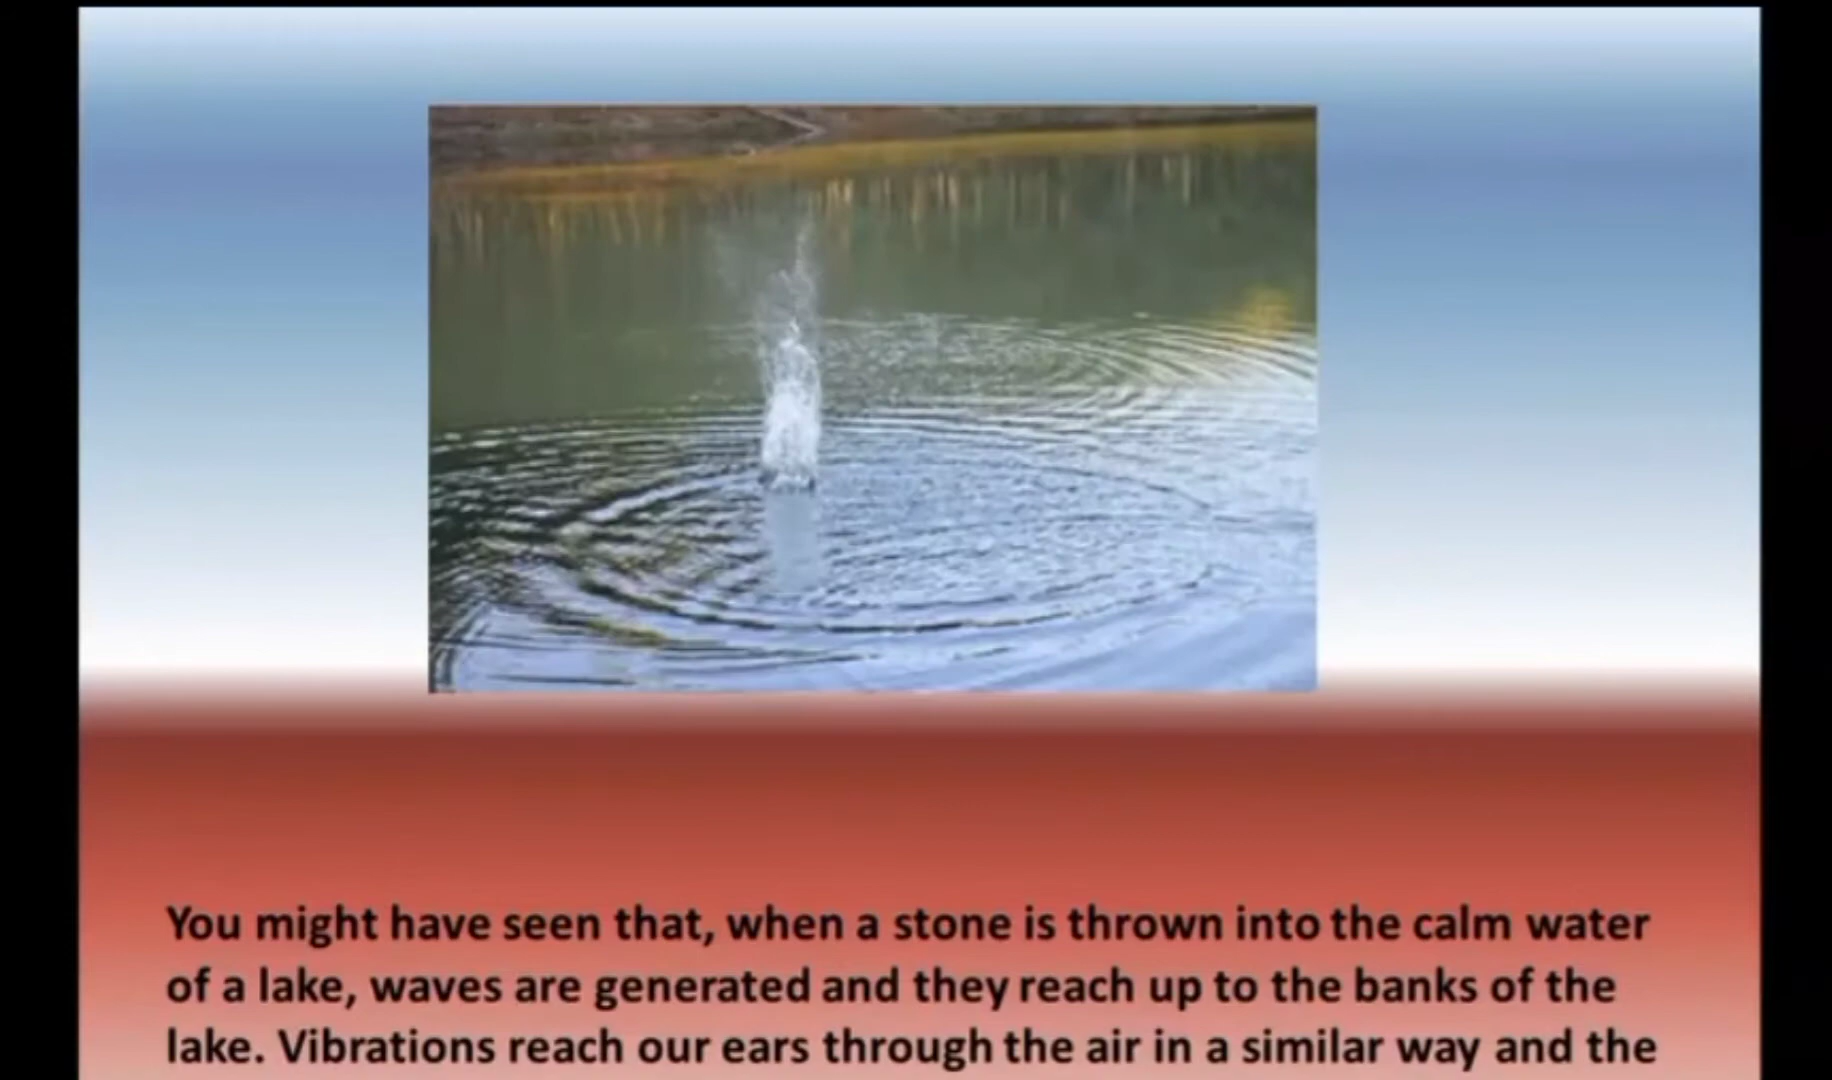 You might have seen that, when a stone is thrown into the calm water
of a lake, waves are generated and they reach up to the banks of the
lake. Vibrations reach our ears through the air in a similar way and the